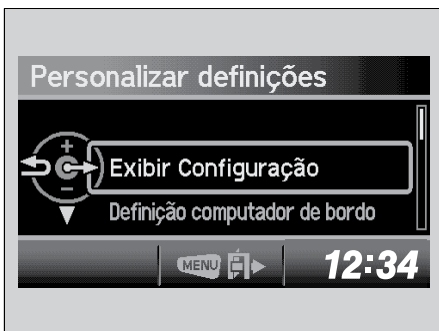 Personalizar definições
+
Exibir Configuração
−
Definição computador de bordo
MENU 12:34